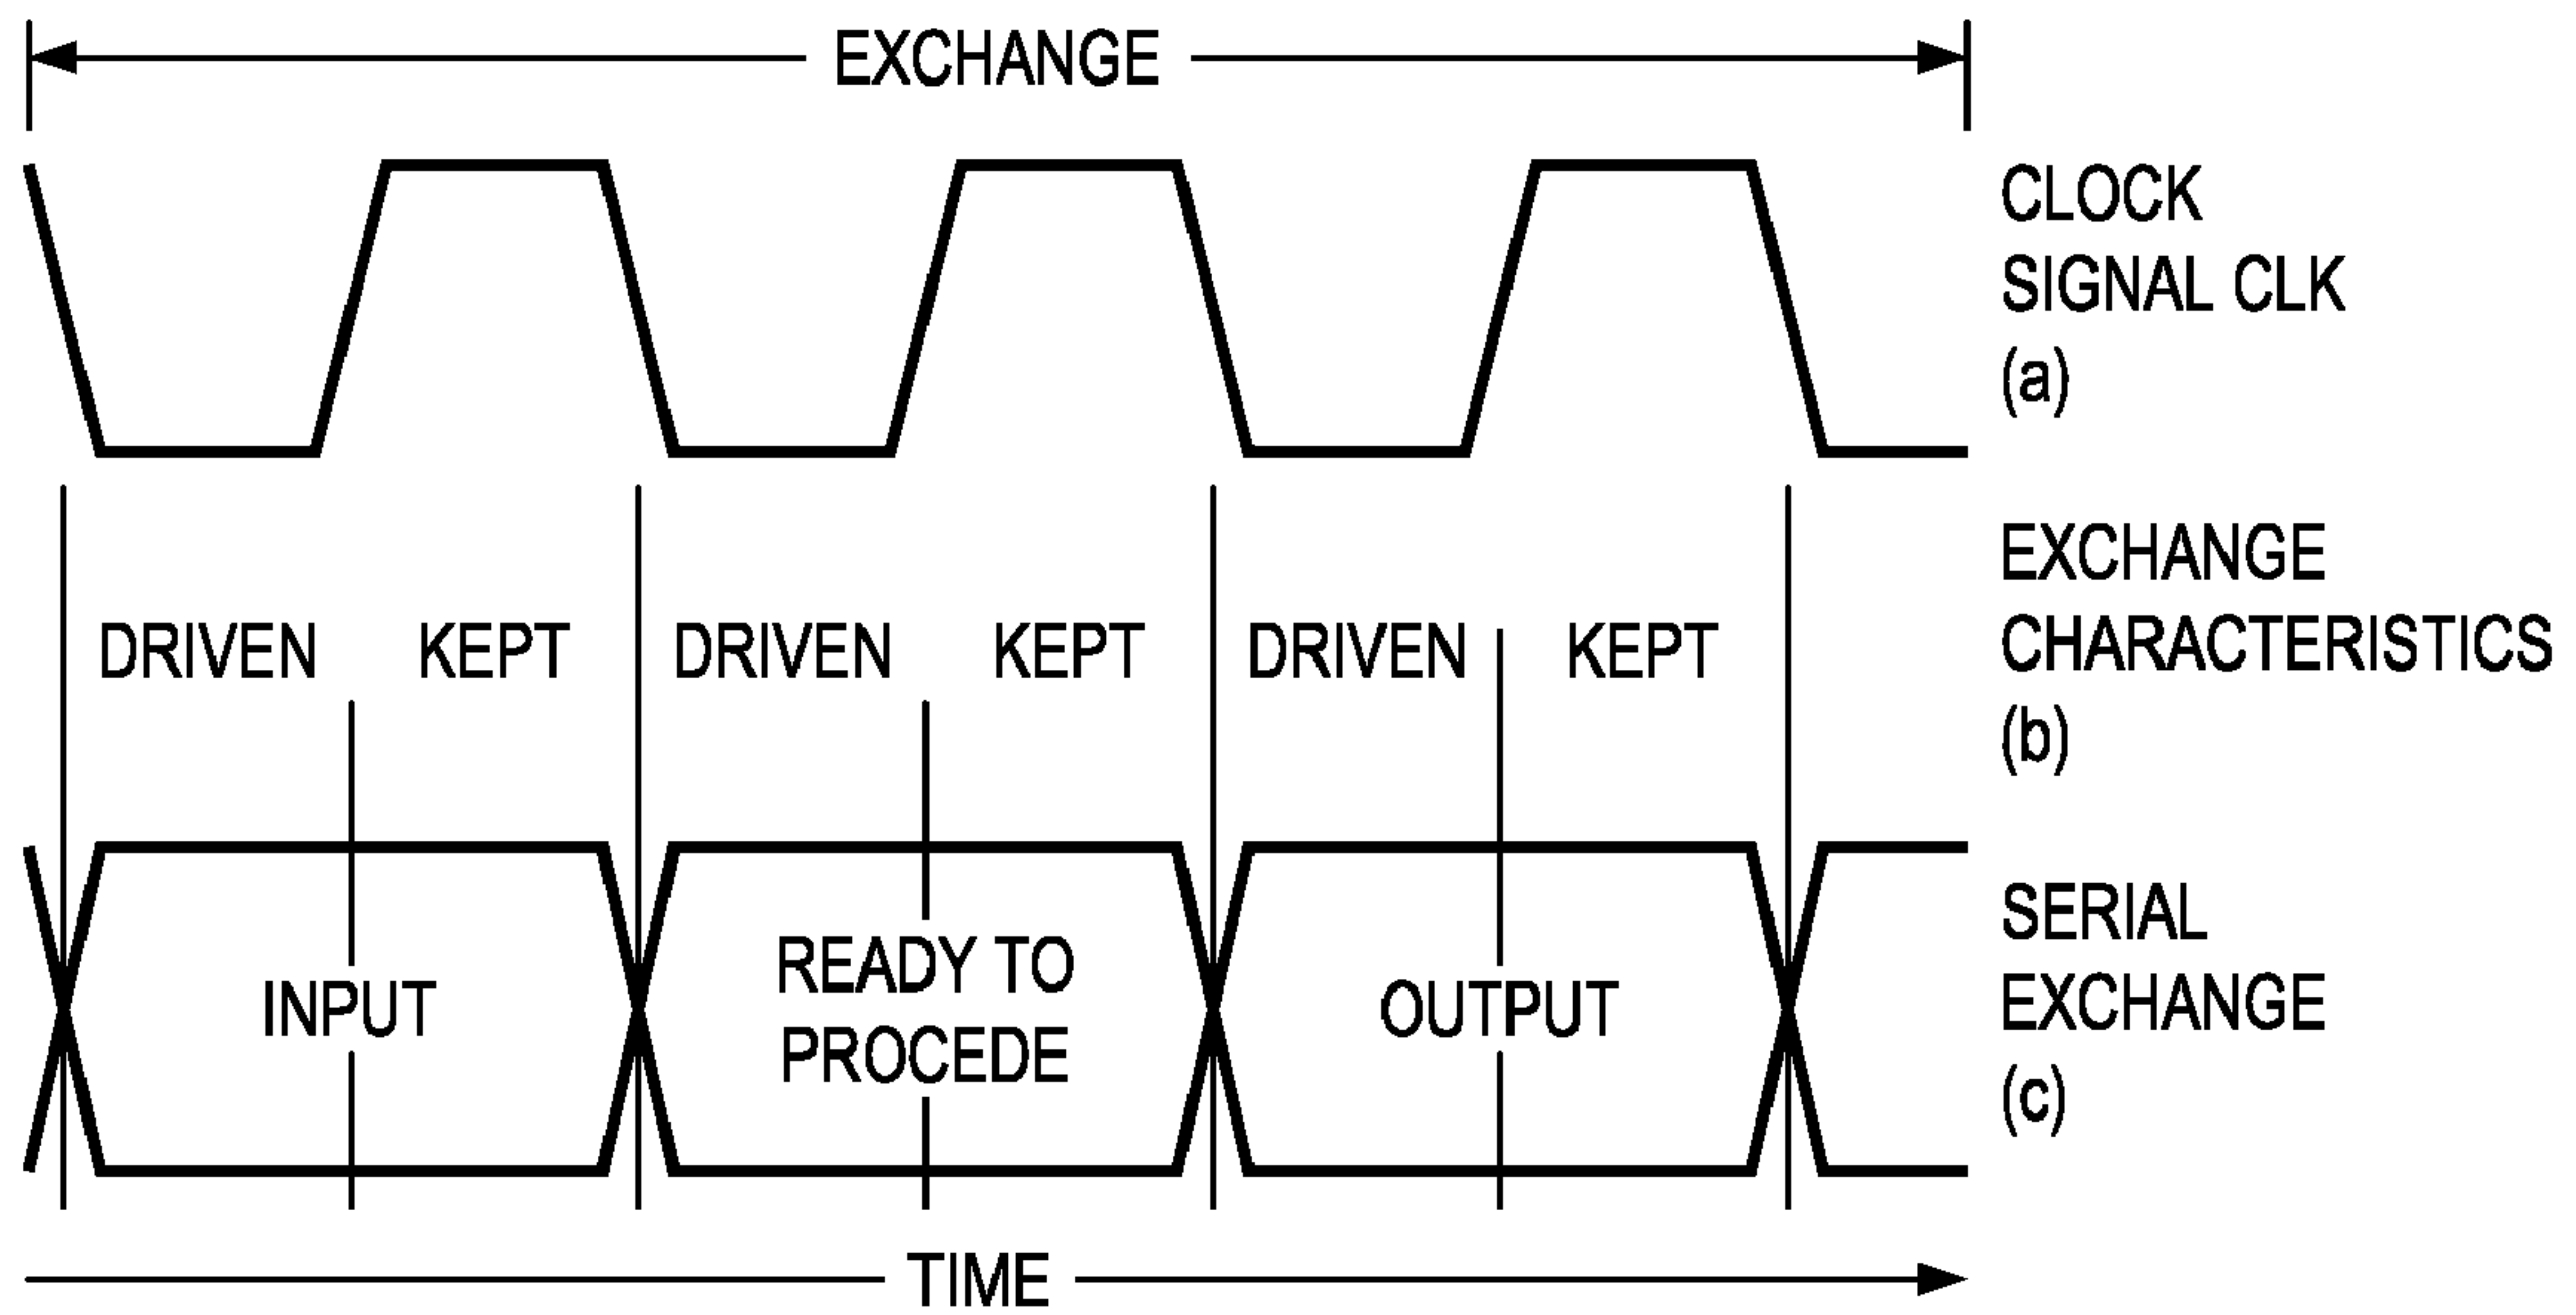 EXCHANGE
CLOCK
SIGNAL CLK
(a)
EXCHANGE
CHARACTERISTICS
(b)
DRIVEN KEPT DRIVEN KEPT DRIVEN KEPT
SERIAL
EXCHANGE
(c)
INPUT
READY TO
PROCEDE
OUTPUT
TIME